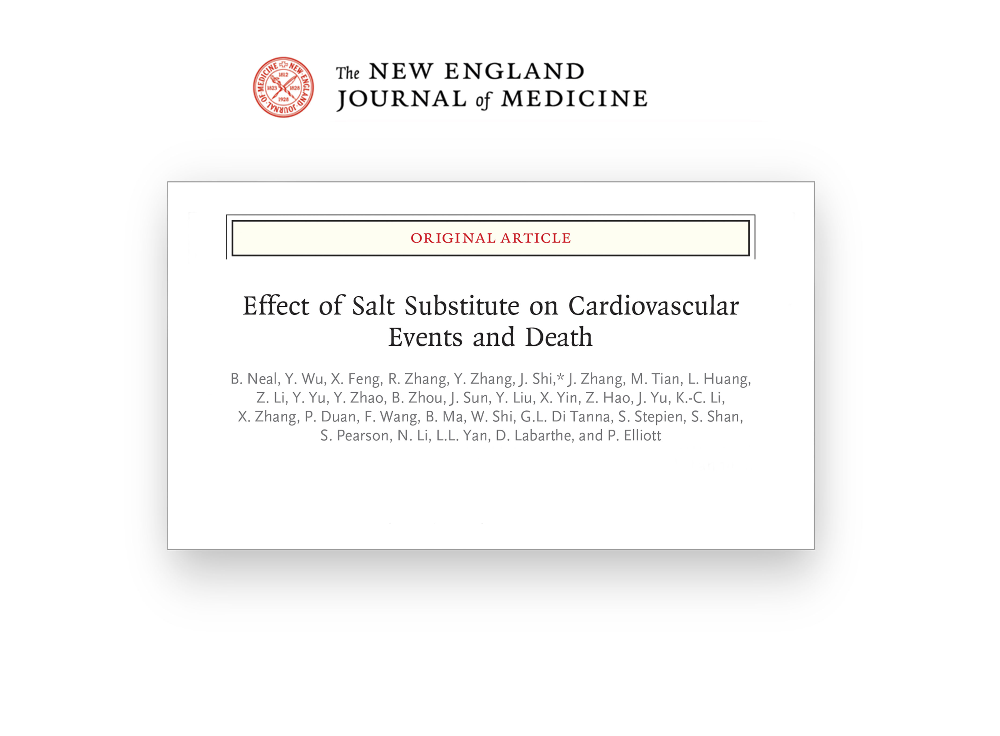 NEW ENGLAND JOURNAL OF MEDICINE
1812
1823 1828
1928
The NEW ENGLAND
JOURNAL of MEDICINE
ORIGINAL ARTICLE
Effect of Salt Substitute on Cardiovascular
Events and Death
B. Neal, Y. Wu, X. Feng, R. Zhang, Y. Zhang, J. Shi,* J. Zhang, M. Tian, L. Huang,
Z. Li, Y. Yu, Y. Zhao, B. Zhou, J. Sun, Y. Liu, X. Yin, Z. Hao, J. Yu, K.-C. Li,
X. Zhang, P. Duan, F. Wang, B. Ma, W. Shi, G.L. Di Tanna, S. Stepien, S. Shan,
S. Pearson, N. Li, L.L. Yan, D. Labarthe, and P. Elliott